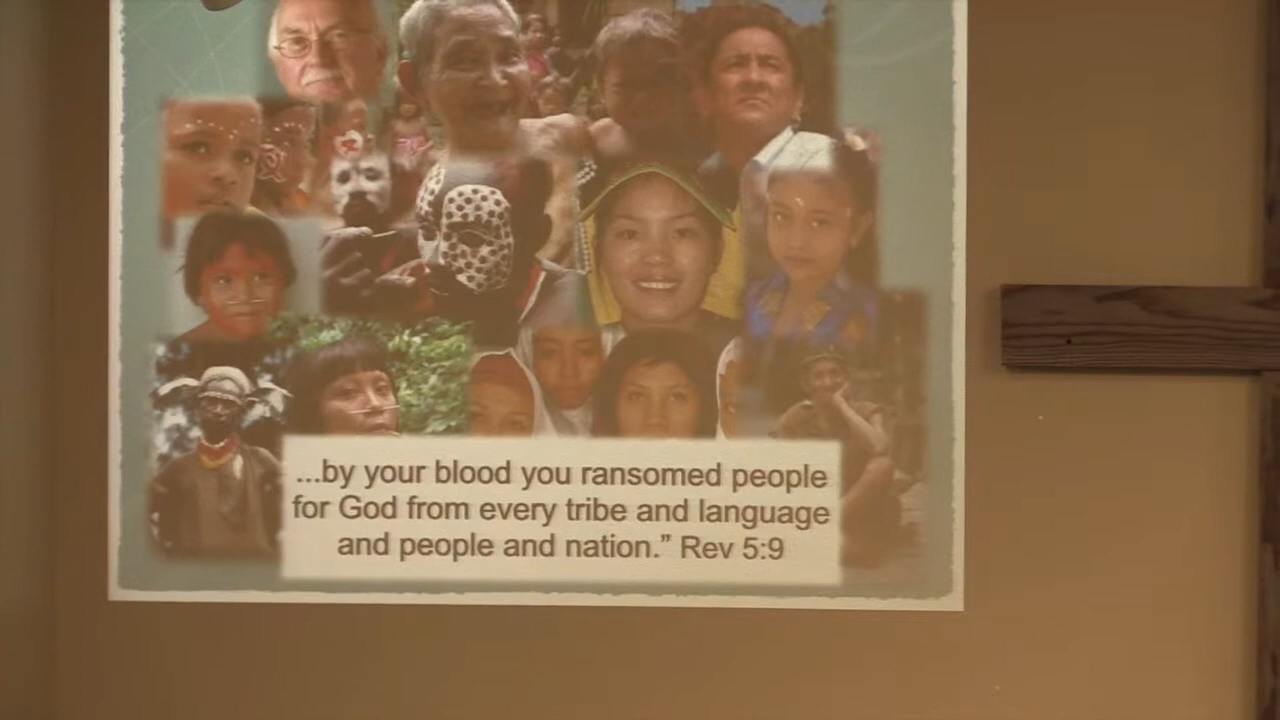 ...by your blood you ransomed people
for God from every tribe and language
and people and nation.” Rev 5:9